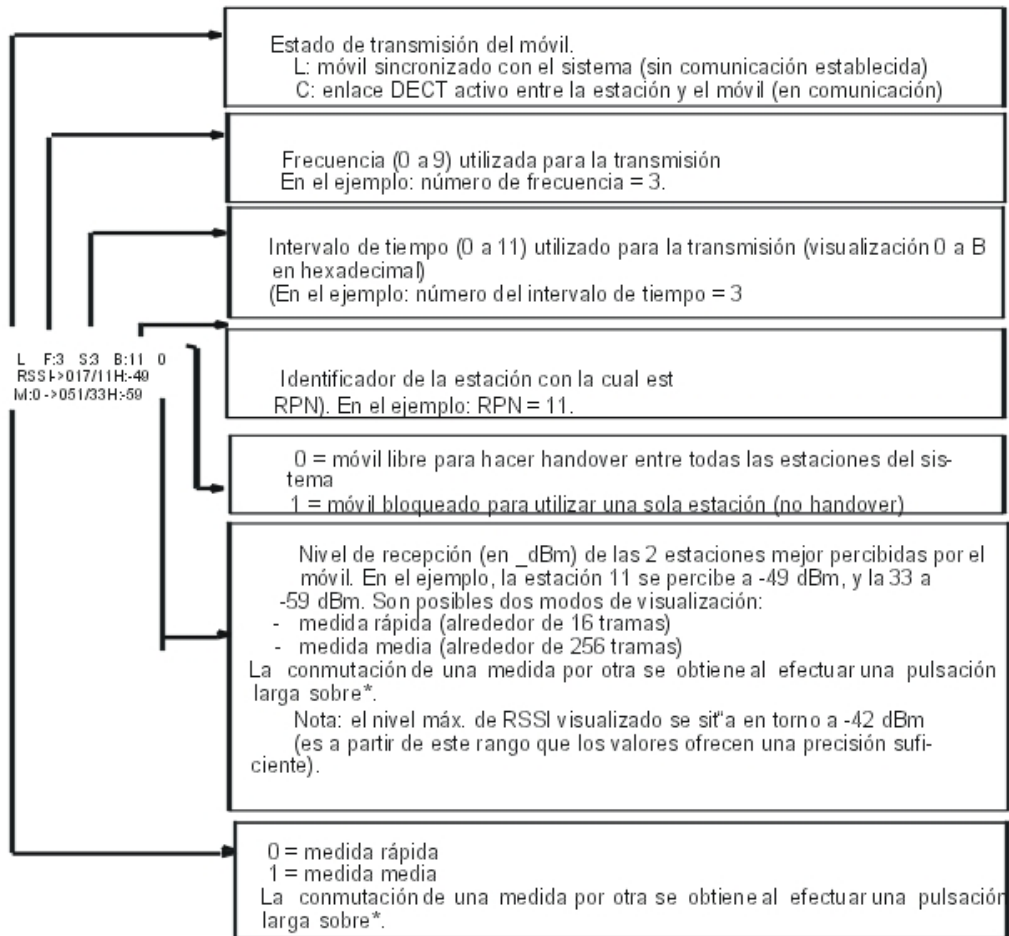 Estado de transmisión del móvil.
L: móvil sincronizado con el sistema (sin comunicación establecida)
C: enlace DECT activo entre la estación y el móvil (en comunicación)
Frecuencia (0 a 9) utilizada para la transmisión
En el ejemplo: número de frecuencia = 3.
Intervalo de tiempo (0 a 11) utilizado para la transmisión (visualización 0 a B
en hexadecimal)
(En el ejemplo: número del intervalo de tiempo = 3
L F:3 S:3 B:11 0
RSSI->017/11H:-49
M:0->051/33H:-59
Identificador de la estación con la cual est
RPN). En el ejemplo: RPN = 11.
0 = móvil libre para hacer handover entre todas las estaciones del sis-
tema
1 = móvil bloqueado para utilizar una sola estación (no handover)
Nivel de recepción (en _dBm) de las 2 estaciones mejor percibidas por el
móvil. En el ejemplo, la estación 11 se percibe a -49 dBm, y la 33 a
-59 dBm. Son posibles dos modos de visualización:
- medida rápida (alrededor de 16 tramas)
- medida media (alrededor de 256 tramas)
La conmutación de una medida por otra se obtiene al efectuar una pulsación
larga sobre*.
Nota: el nivel máx. de RSSI visualizado se sit"a en torno a -42 dBm
(es a partir de este rango que los valores ofrecen una precisión sufi-
ciente).
0 = medida rápida
1 = medida media
La conmutación de una medida por otra se obtiene al efectuar una pulsación
larga sobre*.